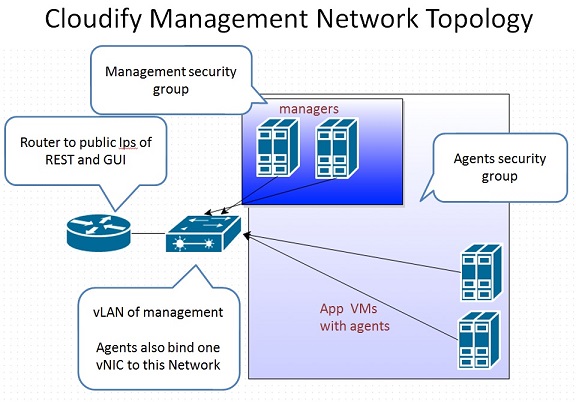 Cloudify Management Network Topology
Management security
group
managers
Router to public Ips of
REST and GUI
Agents security
group
vLAN of management
Agents also bind one
vNIC to this Network
App VMs
with agents